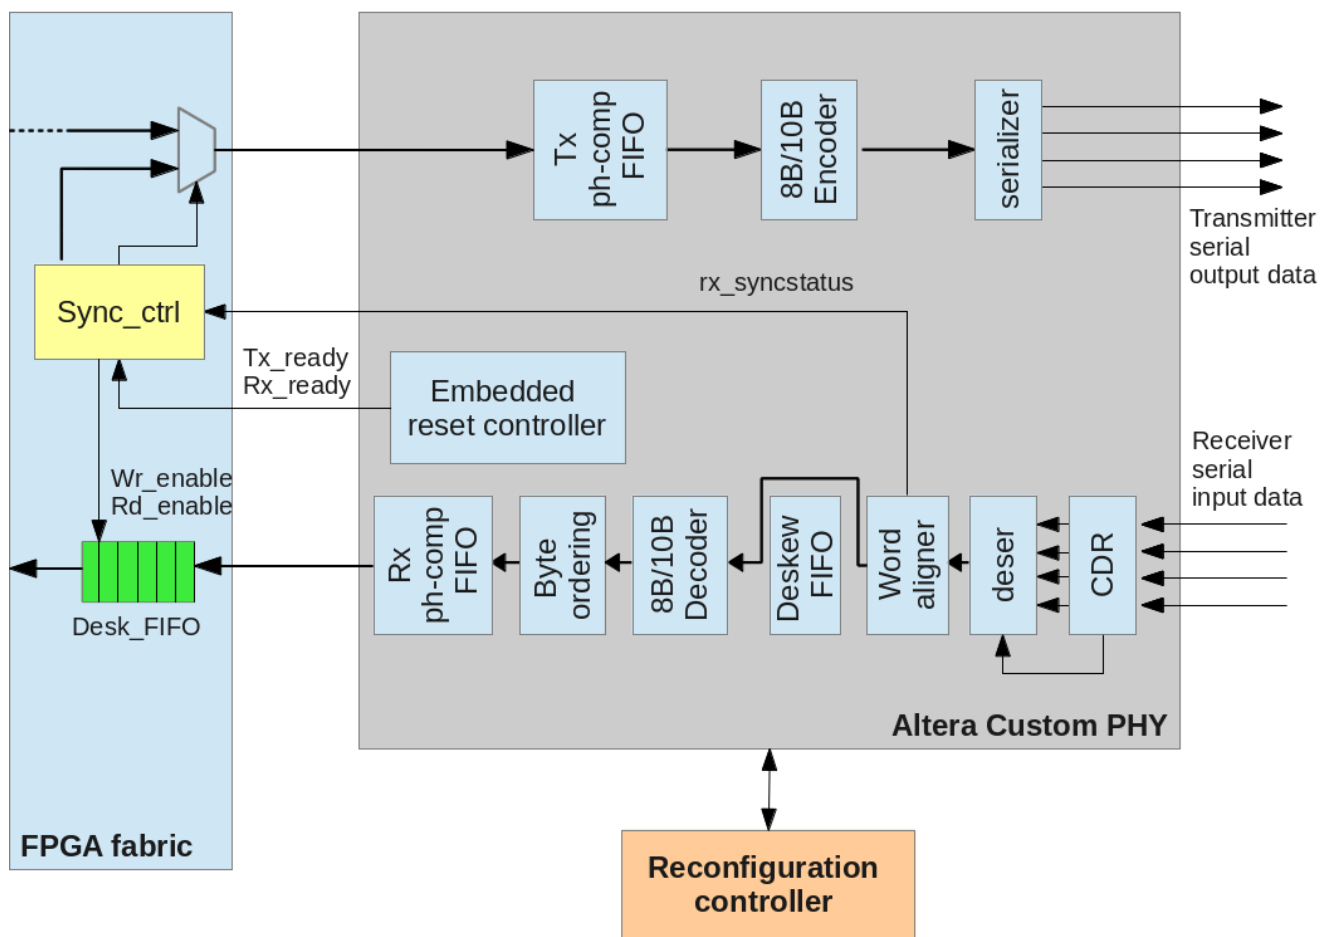 Tx
ph-comp
FIFO
8B/10B
Encoder
serializer
Transmitter
serial
output data
rx_syncstatus
Sync_ctrl
Tx_ready
Rx_ready
Embedded
reset controller
Receiver
serial
input data
Wr_enable
Rd_enable
Rx
ph-comp
FIFO
Byte
ordering
8B/10B
Decoder
Deskew
FIFO
Word
aligner
deser
CDR
Desk_FIFO
Altera Custom PHY
FPGA fabric
Reconfiguration
controller